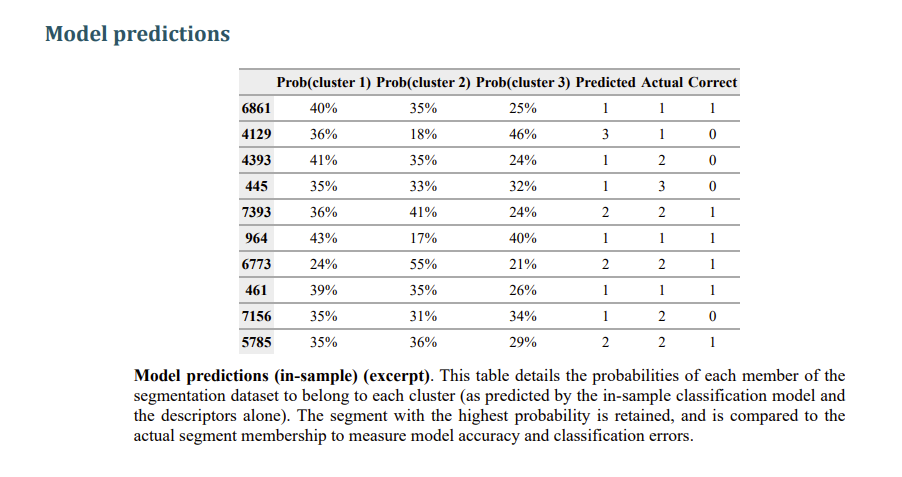 Model predictions
Prob(cluster 1) Prob(cluster 2) Prob(cluster 3) Predicted Actual Correct
6861 40% 35% 25% 1 1 1
4129 36% 18% 46% 3 1 0
4393 41% 35% 24% 1 2 0
445 35% 33% 32% 1 3 0
7393 36% 41% 24% 2 2 1
964 43% 17% 40% 1 1 1
6773 24% 55% 21% 2 2 1
461 39% 35% 26% 1 1 1
7156 35% 31% 34% 1 2 0
5785 35% 36% 29% 2 2 1
Model predictions (in-sample) (excerpt). This table details the probabilities of each member of the
segmentation dataset to belong to each cluster (as predicted by the in-sample classification model and
the descriptors alone). The segment with the highest probability is retained, and is compared to the
actual segment membership to measure model accuracy and classification errors.